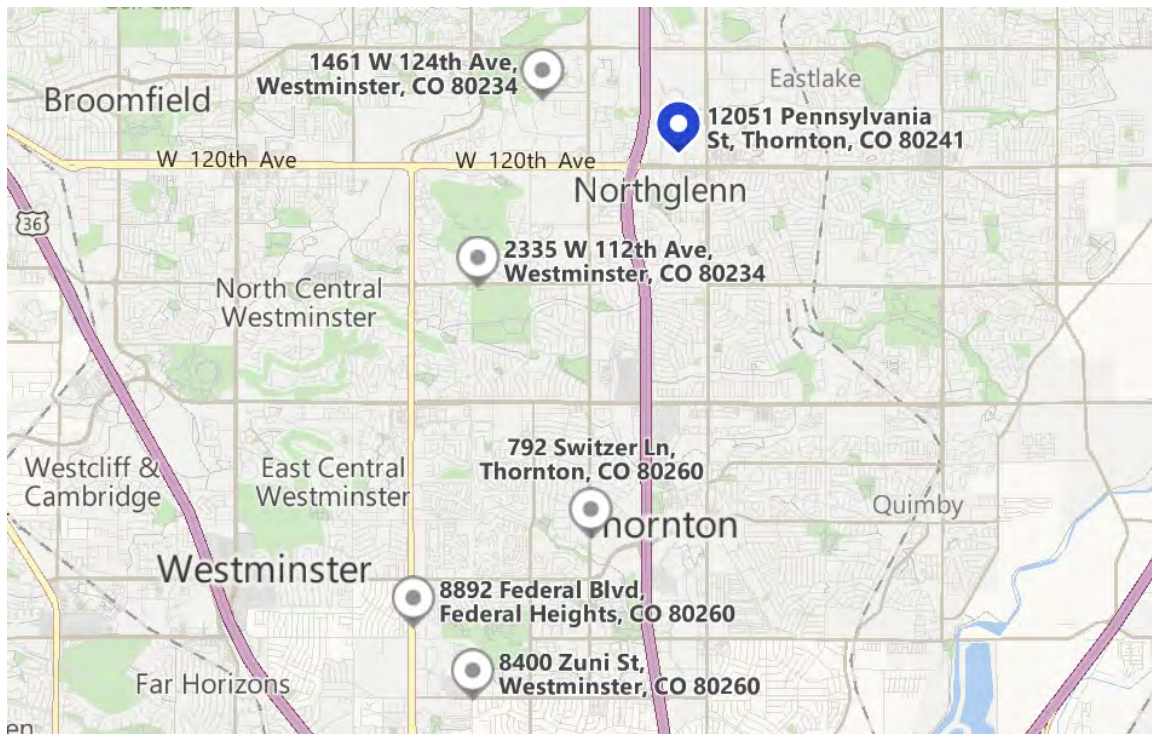 1461 W 124th Ave,
Westminster, CO 80234
Eastlake
Broomfield
12051 Pennsylvania
St, Thornton, CO 80241
W 120th Ave
W 120th Ave
Northglenn
36
2335 W 112th Ave,
Westminster, CO 80234
North Central
Westminster
792 Switzer Ln,
Thornton, CO 80260
Westcliff &
Cambridge
East Central
Westminster
Quimby
hornton
Westminster
8892 Federal Blvd,
Federal Heights, CO 80260
8400 Zuni St,
Westminster, CO 80260
Far Horizons
en